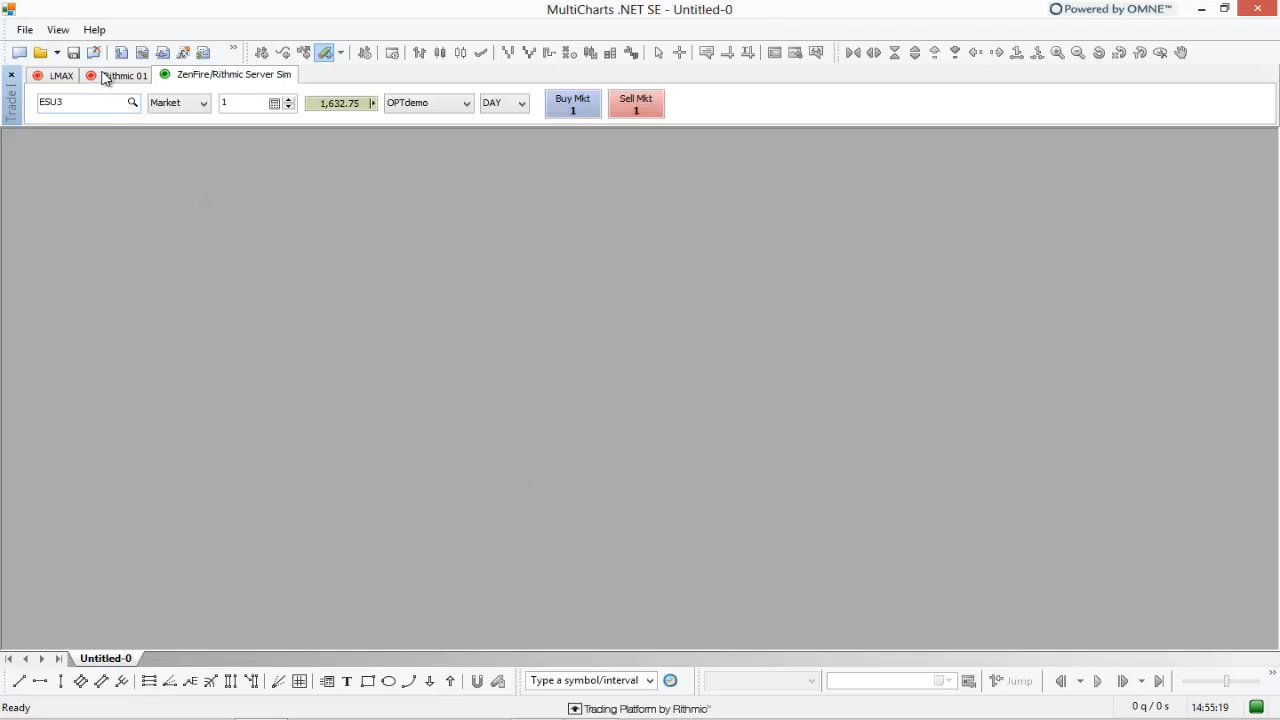 MultiCharts .NET SE - Untitled-0
Powered by OMNE™
File View Help
LMAX Rithmic 01 ZenFire/Rithmic Server Sim
Trade
ESU3 Market 1 1,632.75 OPTdemo DAY Buy Mkt 1 Sell Mkt 1
Untitled-0
Type a symbol/interval Jump
Ready Trading Platform by Rithmic™ 0 q / 0 s 14:55:19